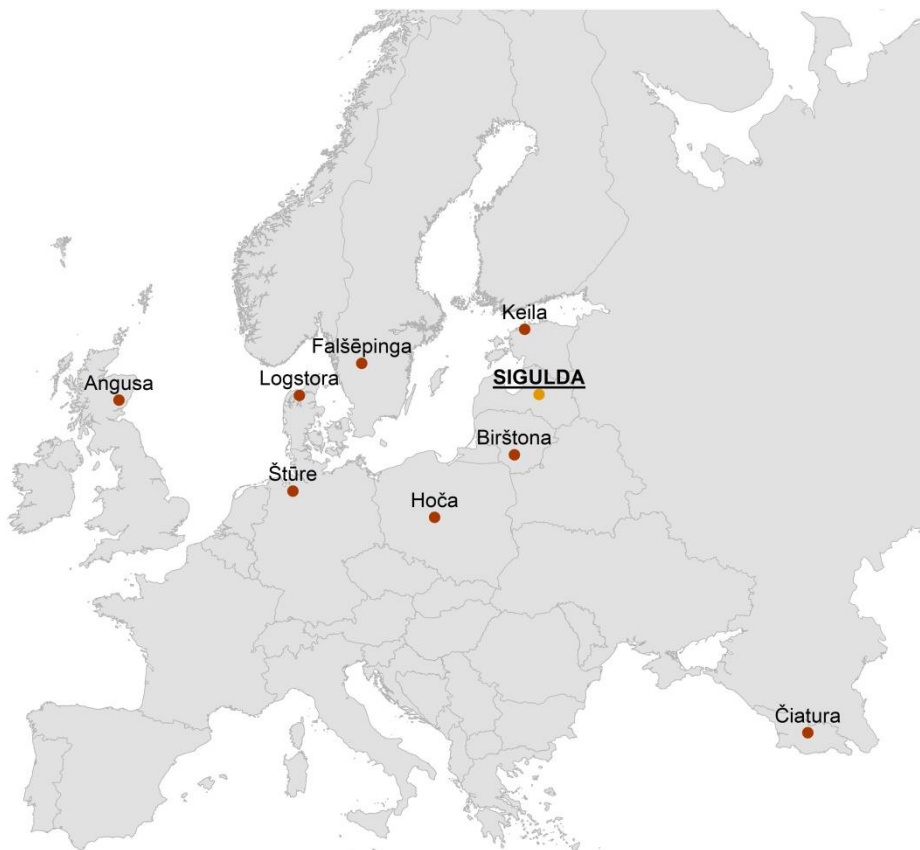 Keila
Falšēpinga
SIGULDA
Logstora
Angusa
Birštona
Štūre
Hoča
Čiatura